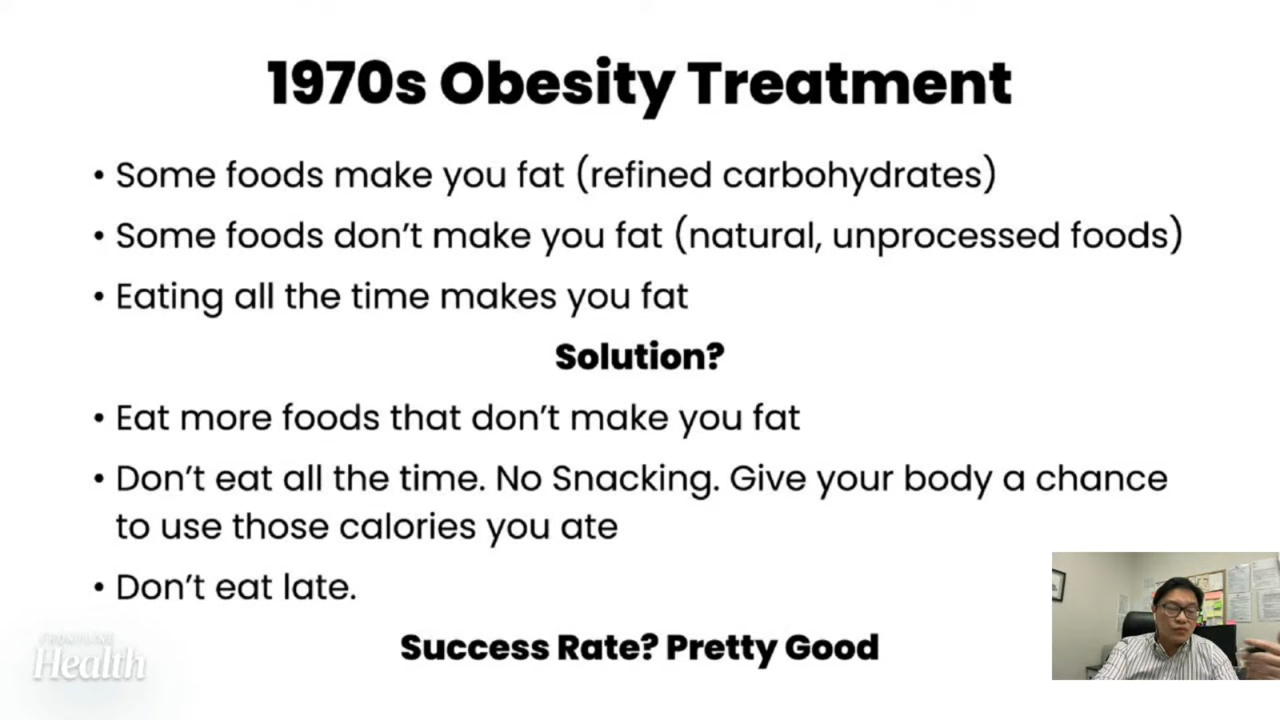 1970s Obesity Treatment
• Some foods make you fat (refined carbohydrates)
• Some foods don't make you fat (natural, unprocessed foods)
• Eating all the time makes you fat
Solution?
• Eat more foods that don't make you fat
• Don't eat all the time. No Snacking. Give your body a chance
to use those calories you ate
• Don't eat late.
Success Rate? Pretty Good
FRONTLINE
Health